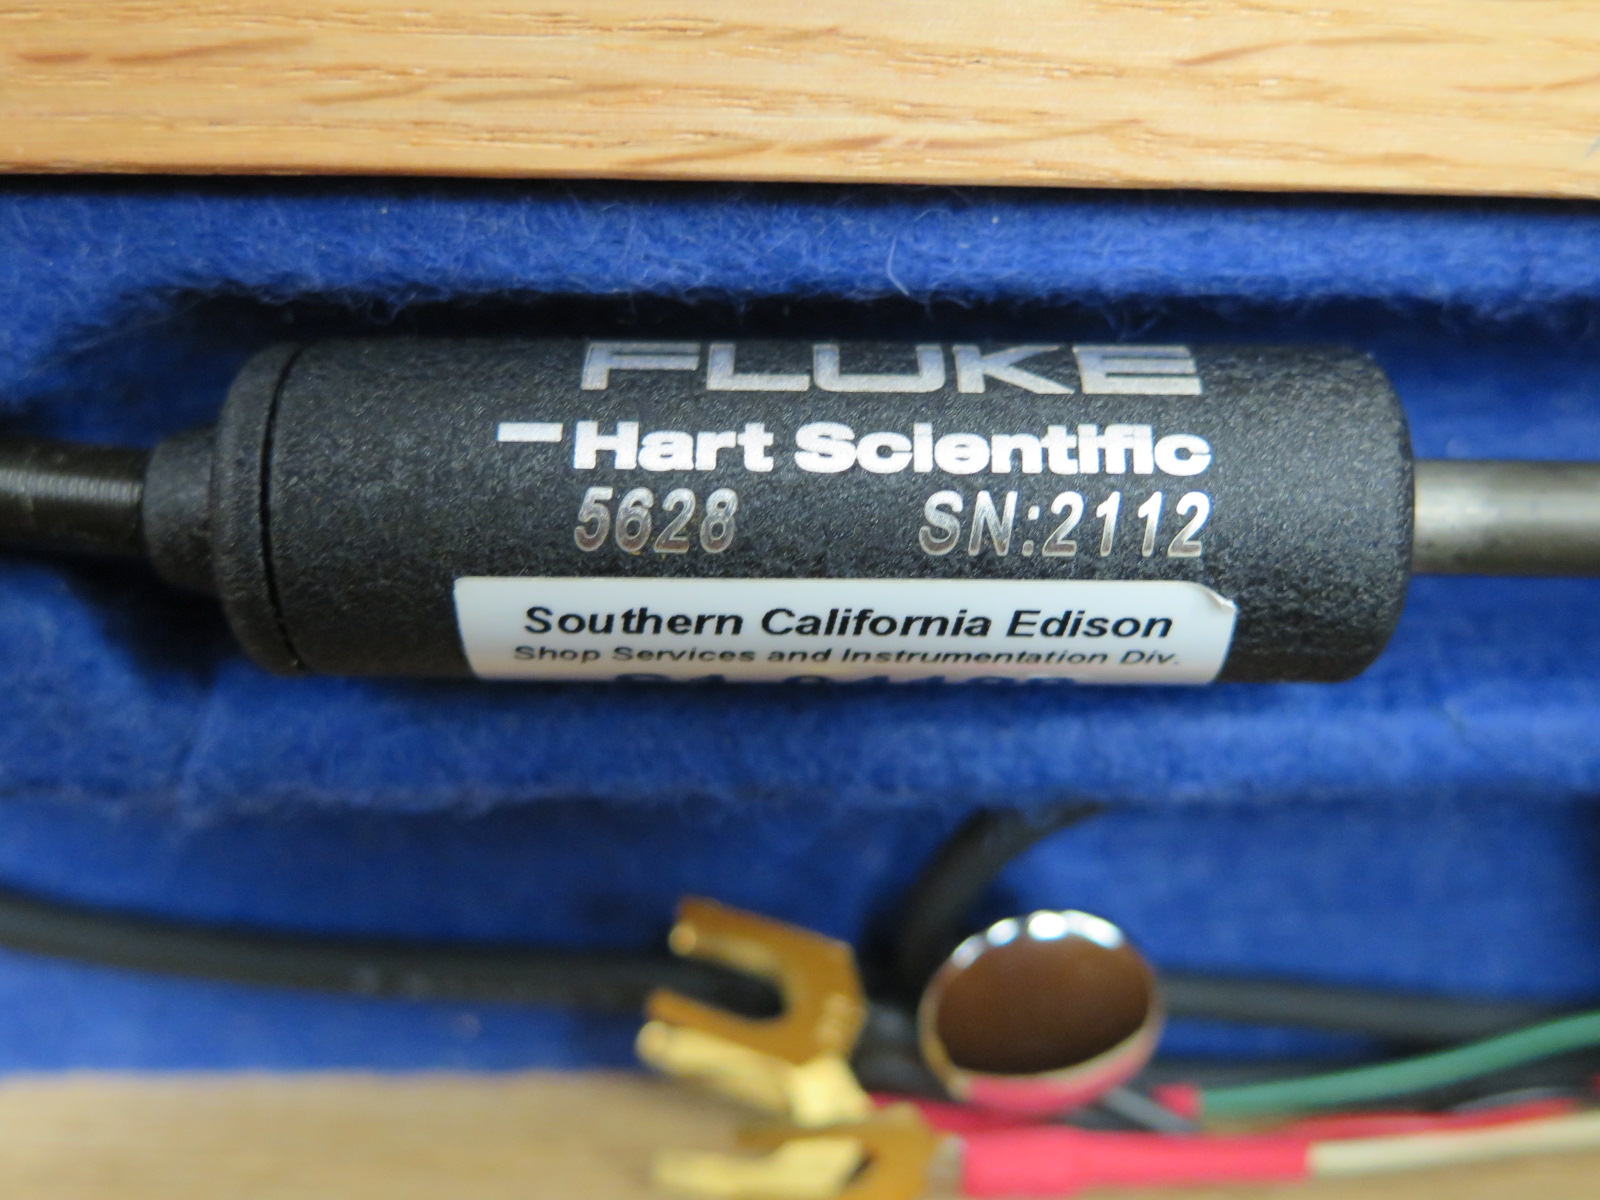 FLUKE
Hart Scientific
5628 SN:2112
Southern California Edison
Shop Services and Instrumentation Div.